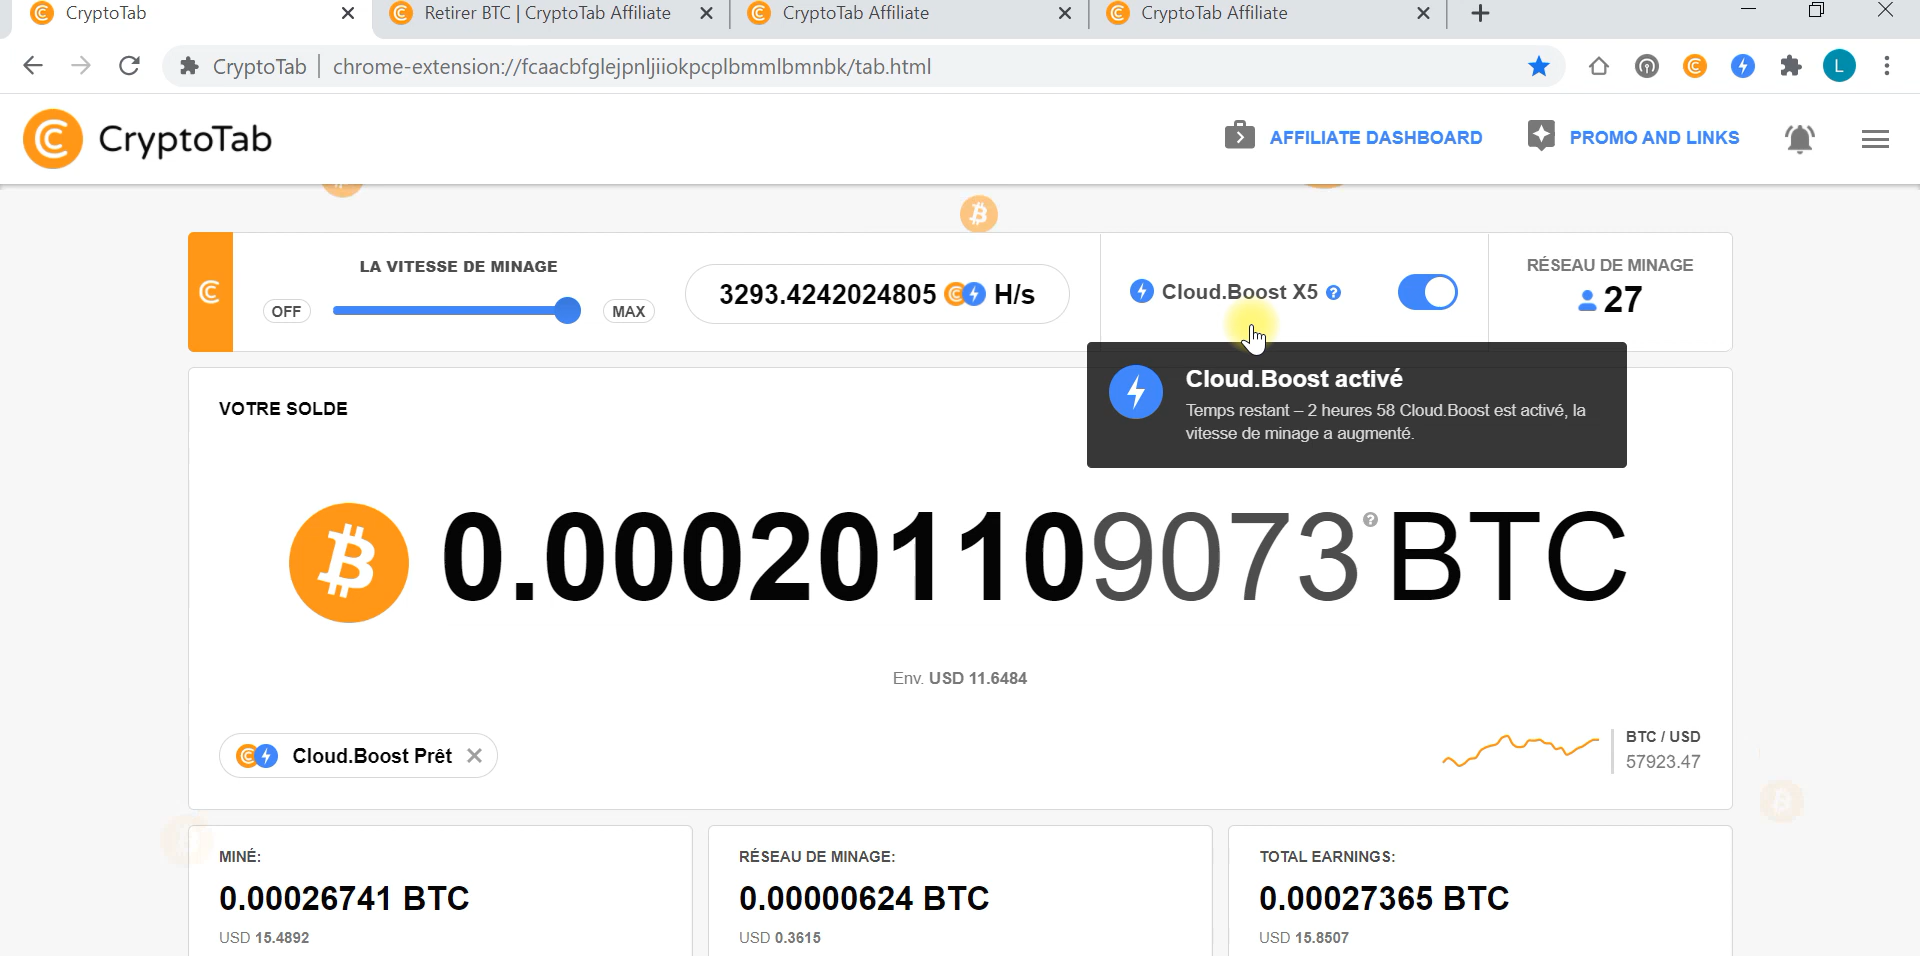 CryptoTab
Retirer BTC | CryptoTab Affiliate
CryptoTab Affiliate
CryptoTab Affiliate
CryptoTab
chrome-extension://fcaacbfglejpnljiiokpcplbmmlbmnbk/tab.html
L
CryptoTab
AFFILIATE DASHBOARD
PROMO AND LINKS
LA VITESSE DE MINAGE
OFF
MAX
3293.4242024805 H/s
Cloud.Boost X5 ?
RÉSEAU DE MINAGE
27
Cloud.Boost activé
Temps restant – 2 heures 58 Cloud.Boost est activé, la
vitesse de minage a augmenté.
VOTRE SOLDE
0.000201109073 ? BTC
Env. USD 11.6484
Cloud.Boost Prêt
BTC / USD
57923.47
MINÉ:
0.00026741 BTC
USD 15.4892
RÉSEAU DE MINAGE:
0.00000624 BTC
USD 0.3615
TOTAL EARNINGS:
0.00027365 BTC
USD 15.8507